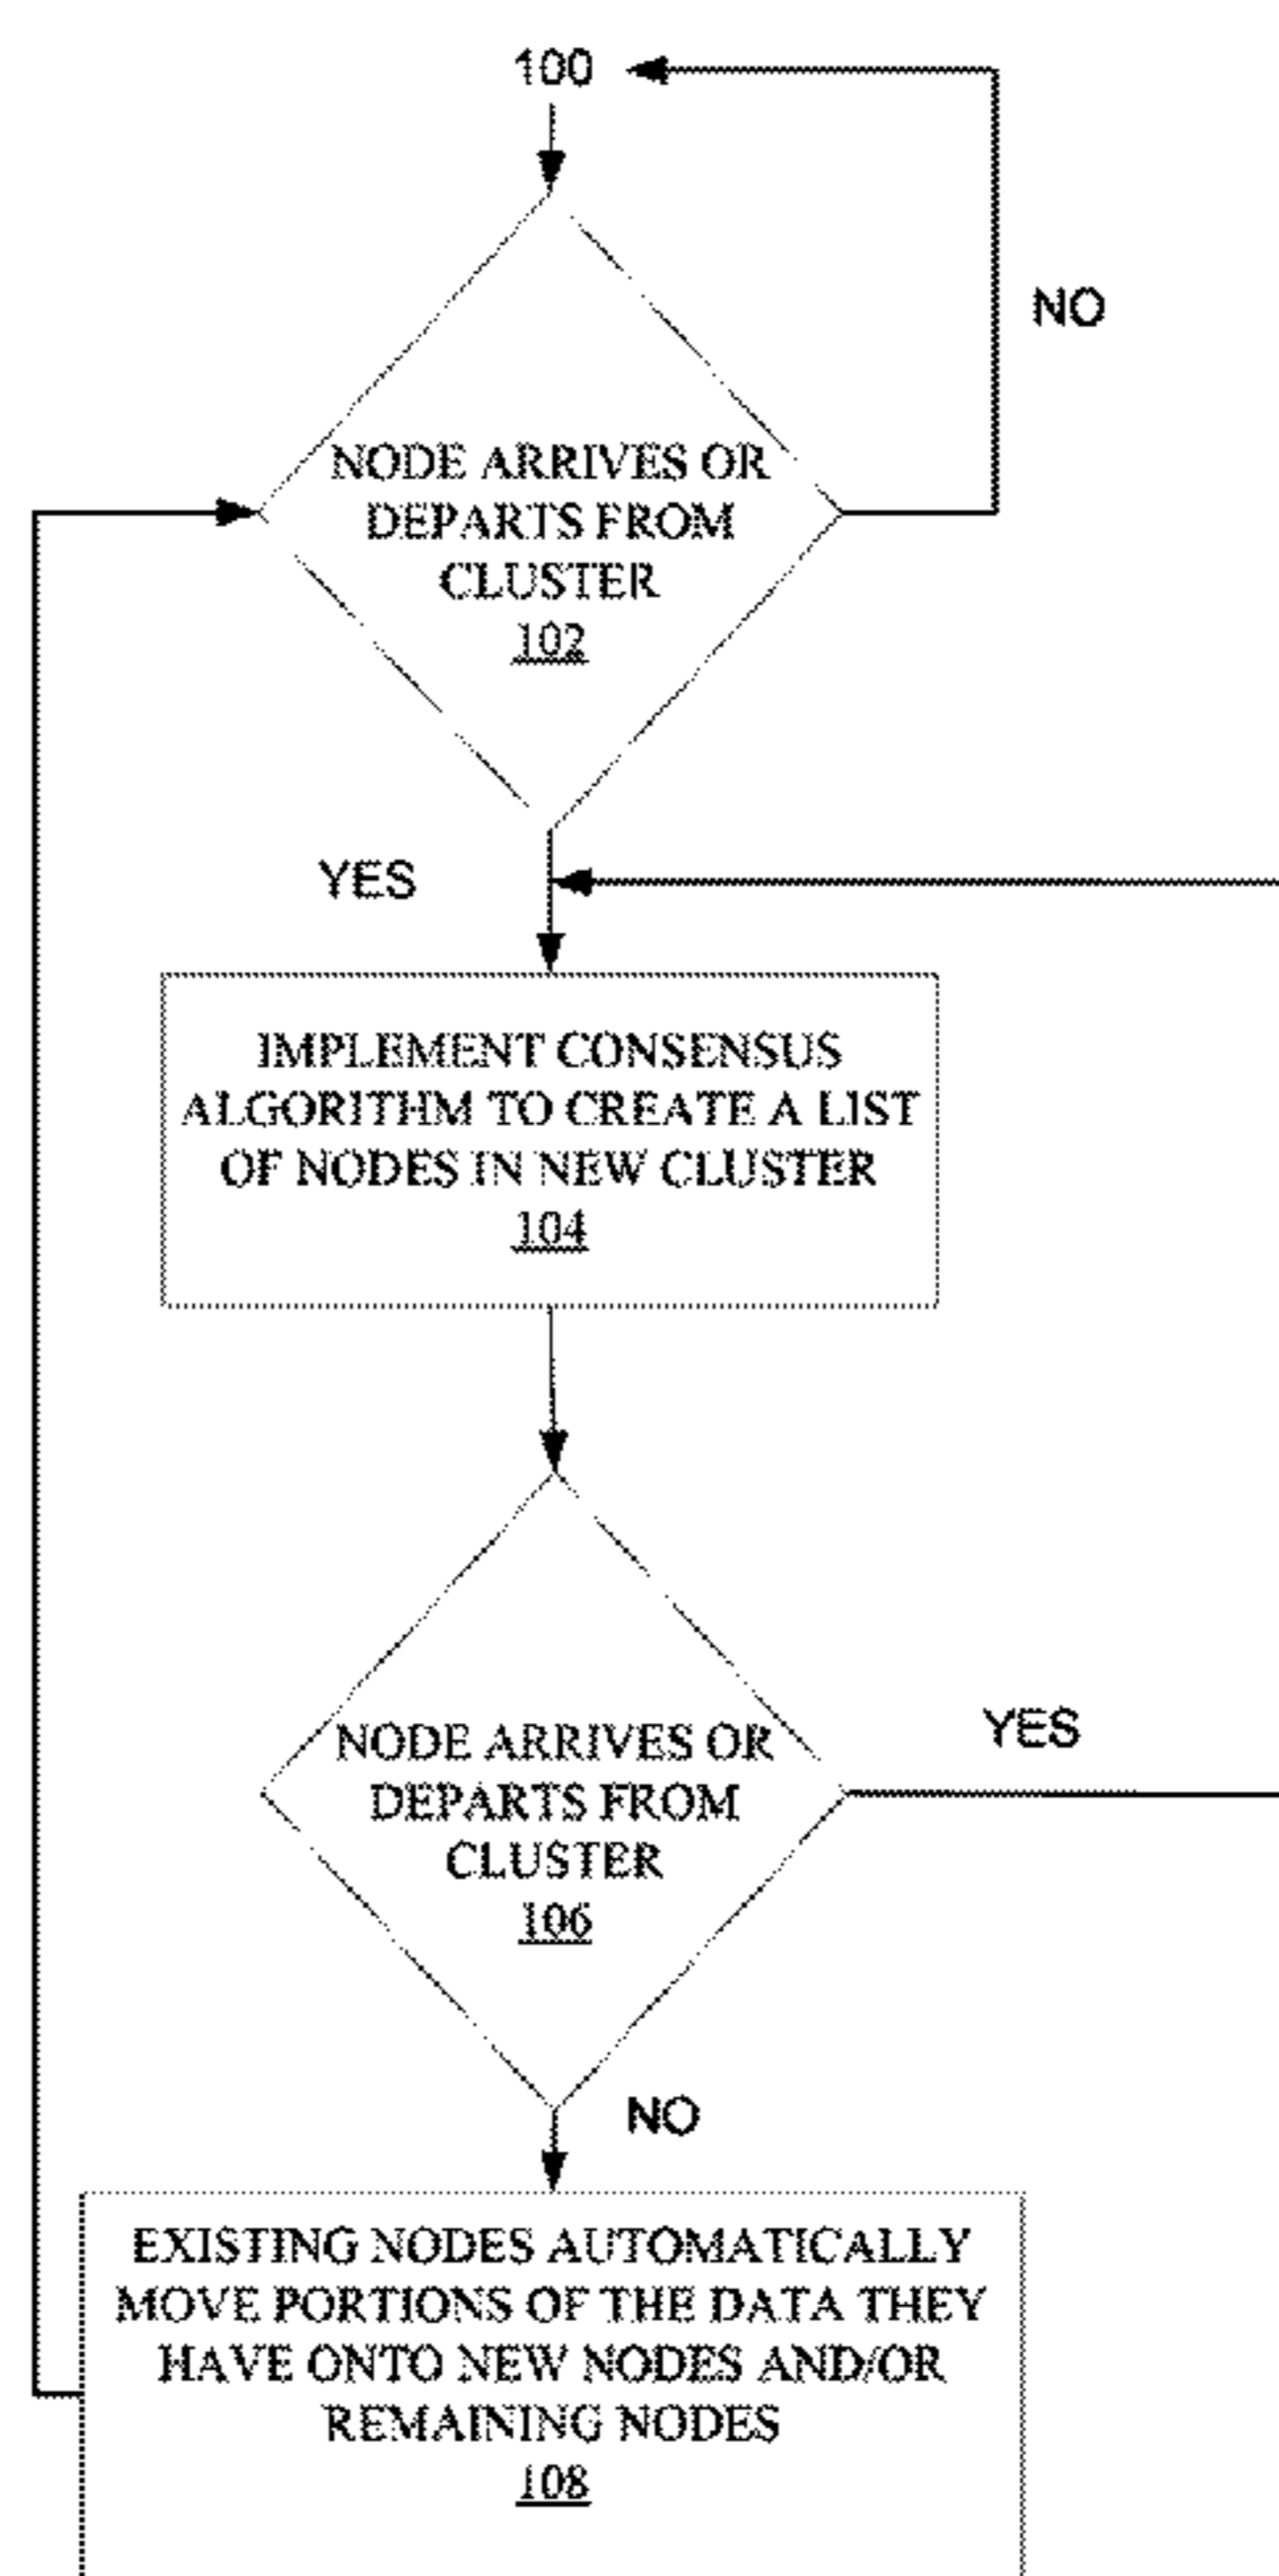 100
NO
NODE ARRIVES OR
DEPARTS FROM
CLUSTER
102
YES
IMPLEMENT CONSENSUS
ALGORITHM TO CREATE A LIST
OF NODES IN NEW CLUSTER
104
YES
NODE ARRIVES OR
DEPARTS FROM
CLUSTER
106
NO
EXISTING NODES AUTOMATICALLY
MOVE PORTIONS OF THE DATA THEY
HAVE ONTO NEW NODES AND/OR
REMAINING NODES
108